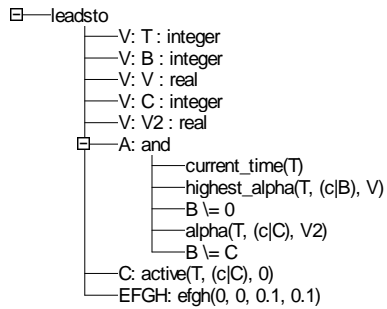 leadsto
V: T : integer
V: B : integer
V: V : real
V: C : integer
V: V2 : real
A: and
current_time(T)
highest_alpha(T, (c|B), V)
B \= 0
alpha(T, (c|C), V2)
B \= C
C: active(T, (c|C), 0)
EFGH: efgh(0, 0, 0.1, 0.1)